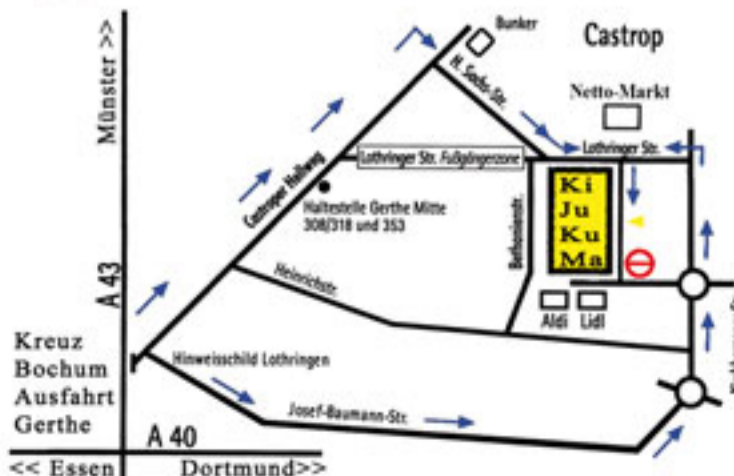 Münster >>
Bunker
Castrop
H. Sachs-Str.
Netto-Markt
Castroper Hellweg
Lothringer Str. Fußgängerzone
Lothringer Str.
Ki
Ju
Ku
Ma
Haltestelle Gerthe Mitte
308/318 und 353
Bethanienstr.
A 43
Heinrichstr.
Aldi
Lidl
Kreuz
Bochum
Ausfahrt
Gerthe
Hinweisschild Lothringen
Josef-Baumann-Str.
A 40
<< Essen
Dortmund>>